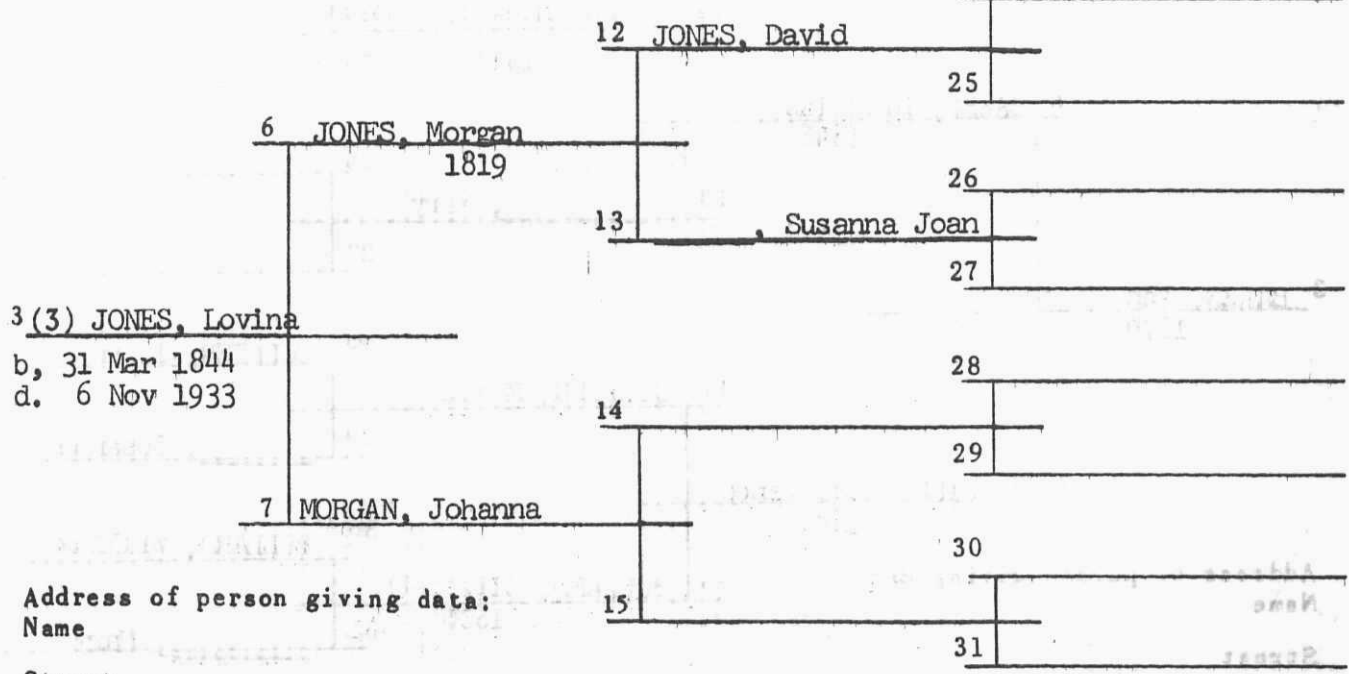 12 JONES, David
25
6 JONES, Morgan
1819
26
13 ________, Susanna Joan
27
3 (3) JONES, Lovina
b, 31 Mar 1844
d. 6 Nov 1933
28
14
29
7 MORGAN, Johanna
30
Address of person giving data:
Name
15
31